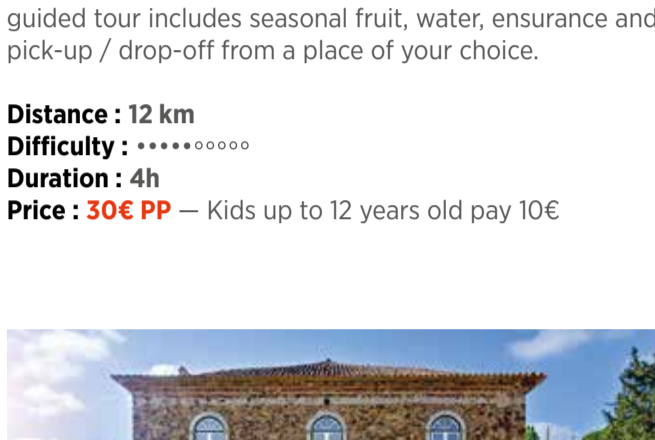 guided tour includes seasonal fruit, water, ensurance and
pick-up / drop-off from a place of your choice.
Distance : 12 km
Difficulty : •••••○○○○○
Duration : 4h
Price : 30€ PP — Kids up to 12 years old pay 10€